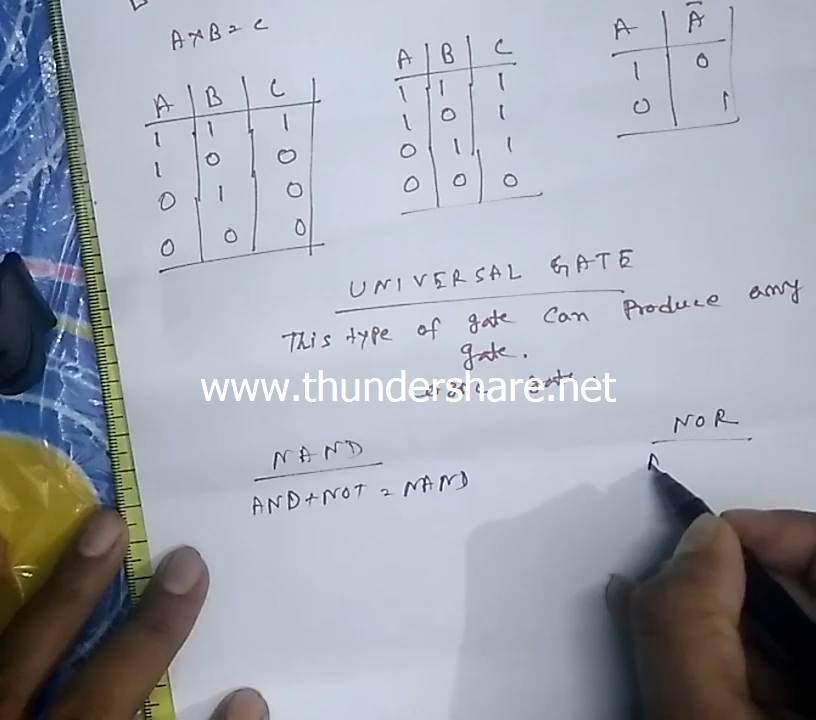 A × B = C
A B C
1 1 1
1 0 0
0 1 0
0 0 0
A B C
1 1 1
1 0 1
0 1 1
0 0 0
A Ā
1 0
0 1
UNIVERSAL GATE
This type of gate can Produce any
gate.
www.thundershare.net
NAND
AND+NOT = NAND
NOR